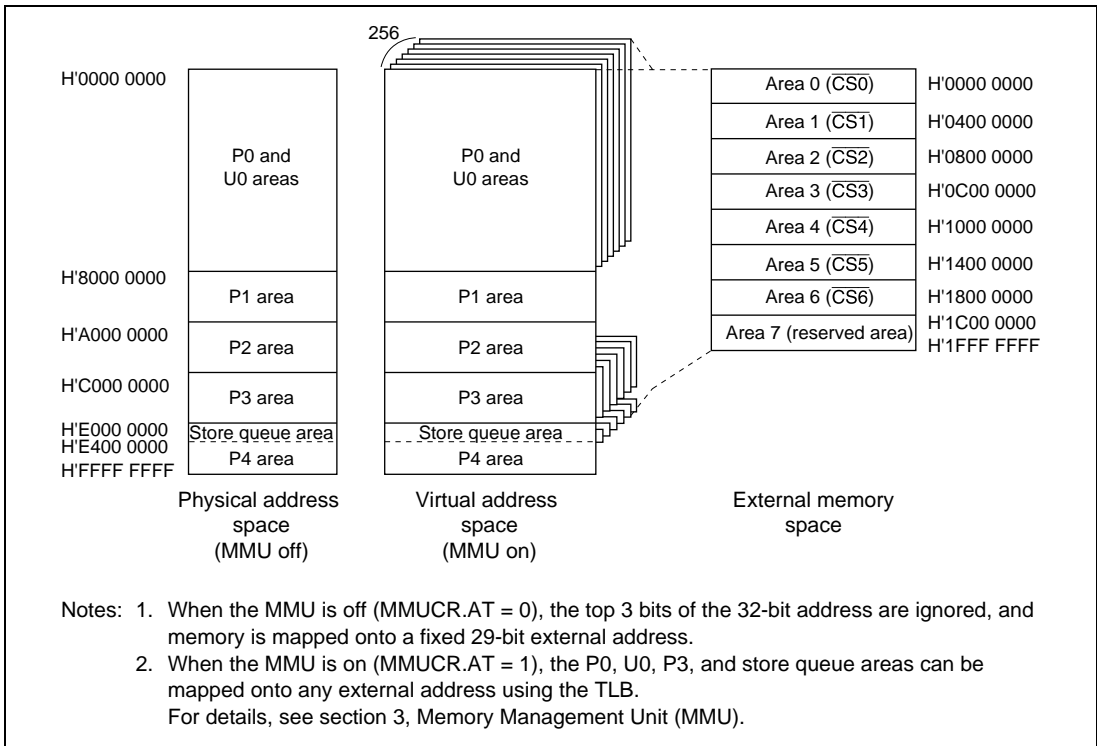 256
H'0000 0000
P0 and
U0 areas
P0 and
U0 areas
H'8000 0000
P1 area
P1 area
H'A000 0000
P2 area
P2 area
H'C000 0000
P3 area
P3 area
H'E000 0000
Store queue area
Store queue area
H'E400 0000
P4 area
P4 area
H'FFFF FFFF
Area 0 (C̅S̅0̅) H'0000 0000
Area 1 (C̅S̅1̅) H'0400 0000
Area 2 (C̅S̅2̅) H'0800 0000
Area 3 (C̅S̅3̅) H'0C00 0000
Area 4 (C̅S̅4̅) H'1000 0000
Area 5 (C̅S̅5̅) H'1400 0000
Area 6 (C̅S̅6̅) H'1800 0000
H'1C00 0000
Area 7 (reserved area)
H'1FFF FFFF
Physical address
space
(MMU off)
Virtual address
space
(MMU on)
External memory
space
Notes: 1. When the MMU is off (MMUCR.AT = 0), the top 3 bits of the 32-bit address are ignored, and
memory is mapped onto a fixed 29-bit external address.
2. When the MMU is on (MMUCR.AT = 1), the P0, U0, P3, and store queue areas can be
mapped onto any external address using the TLB.
For details, see section 3, Memory Management Unit (MMU).